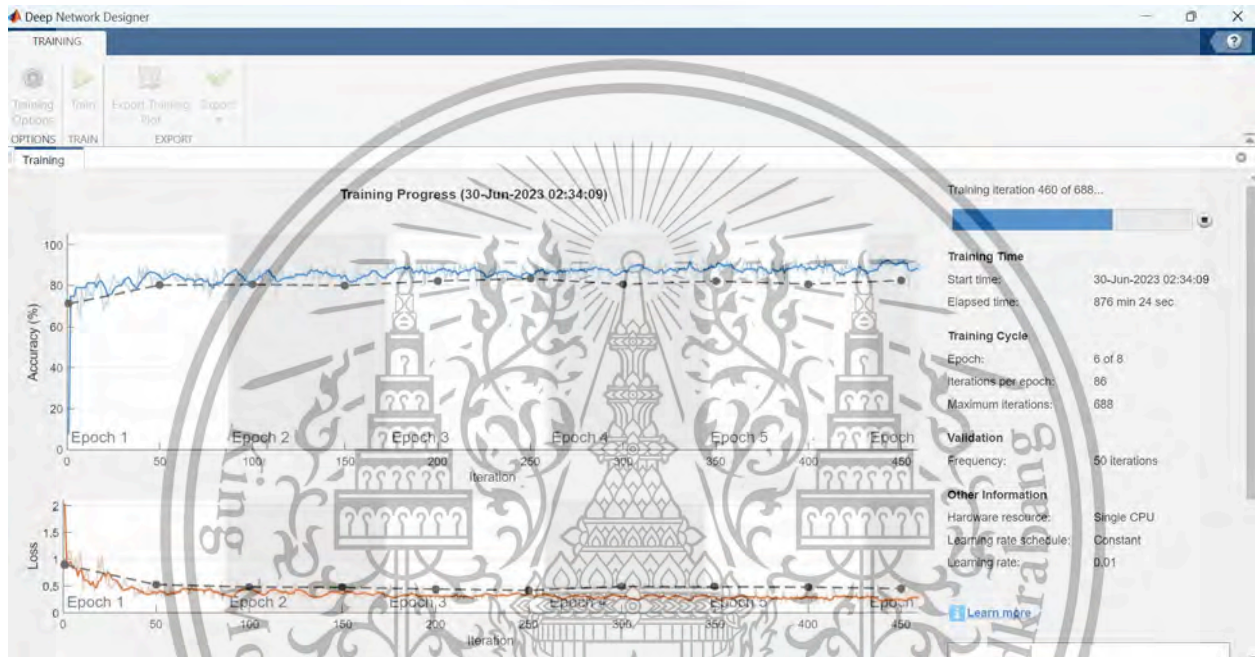 Deep Network Designer
TRAINING
Training Options
Train
Export Training Plot
Export
OPTIONS
TRAIN
EXPORT
Training
Training Progress (30-Jun-2023 02:34:09)
Training iteration 460 of 688...
Training Time
Start time: 30-Jun-2023 02:34:09
Elapsed time: 876 min 24 sec
Training Cycle
Epoch: 6 of 8
Iterations per epoch: 86
Maximum iterations: 688
Validation
Frequency: 50 iterations
Other Information
Hardware resource: Single CPU
Learning rate schedule: Constant
Learning rate: 0.01
Learn more
Accuracy (%)
100
80
60
40
20
0
Epoch 1 Epoch 2 Epoch 3 Epoch 4 Epoch 5 Epoch
0 50 100 150 200 250 300 350 400 450
Iteration
Loss
2
1.5
1
0.5
0
Epoch 1 Epoch 2 Epoch 3 Epoch 4 Epoch 5 Epoch
0 50 100 150 200 250 300 350 400 450
Iteration
King